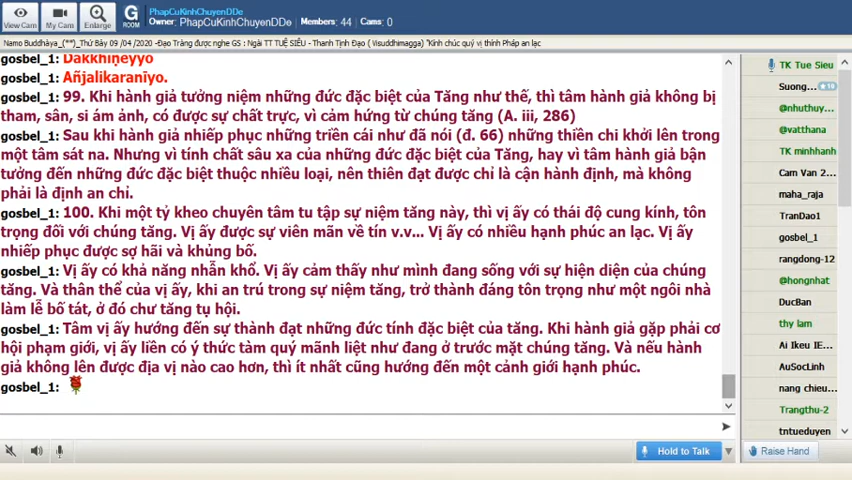 View Cam
My Cam
Enlarge
G
ROOM
PhapCuKinhChuyenDDe
Owner: PhapCuKinhChuyenDDe
Members: 44 Cams: 0
Namo Buddhàya_(**)_Thứ Bảy 09 /04 /2020 -Đạo Tràng được nghe GS : Ngài TT TUỆ SIÊU - Thanh Tịnh Đạo ( Visuddhimagga) "Kính chúc quý vị thính Pháp an lạc
gosbel_1: Dakkhiṇeyyo
gosbel_1: Añjalikaranīyo.
gosbel_1: 99. Khi hành giả tưởng niệm những đức đặc biệt của Tăng như thế, thì tâm hành giả không bị
tham, sân, si ám ảnh, có được sự chất trực, vì cảm hứng từ chúng tăng (A. iii, 286)
gosbel_1: Sau khi hành giả nhiếp phục những triền cái như đã nói (đ. 66) những thiền chi khởi lên trong
một tâm sát na. Nhưng vì tính chất sâu xa của những đức đặc biệt của Tăng, hay vì tâm hành giả bận
tưởng đến những đức đặc biệt thuộc nhiều loại, nên thiên đạt được chỉ là cận hành định, mà không
phải là định an chỉ.
gosbel_1: 100. Khi một tỷ kheo chuyên tâm tu tập sự niệm tăng này, thì vị ấy có thái độ cung kính, tôn
trọng đối với chúng tăng. Vị ấy được sự viên mãn về tín v.v... Vị ấy có nhiều hạnh phúc an lạc. Vị ấy
nhiếp phục được sợ hãi và khủng bố.
gosbel_1: Vị ấy có khả năng nhẫn khổ. Vị ấy cảm thấy như mình đang sống với sự hiện diện của chúng
tăng. Và thân thể của vị ấy, khi an trú trong sự niệm tăng, trở thành đáng tôn trọng như một ngôi nhà
làm lễ bố tát, ở đó chư tăng tụ hội.
gosbel_1: Tâm vị ấy hướng đến sự thành đạt những đức tính đặc biệt của tăng. Khi hành giả gặp phải cơ
hội phạm giới, vị ấy liền có ý thức tàm quý mãnh liệt như đang ở trước mặt chúng tăng. Và nếu hành
giả không lên được địa vị nào cao hơn, thì ít nhất cũng hướng đến một cảnh giới hạnh phúc.
gosbel_1:
Hold to Talk
Raise Hand
TK Tue Sieu
Suong...
@nhuthuy...
@vatthana
TK minhhanh
Cam Van 2...
maha_raja
TranDao1
gosbel_1
rangdong-12
@hongnhat
DucBan
thy lam
Ai Ikeu IE...
AuSocLinh
nang chieu...
Trangthu-2
tntueduyen